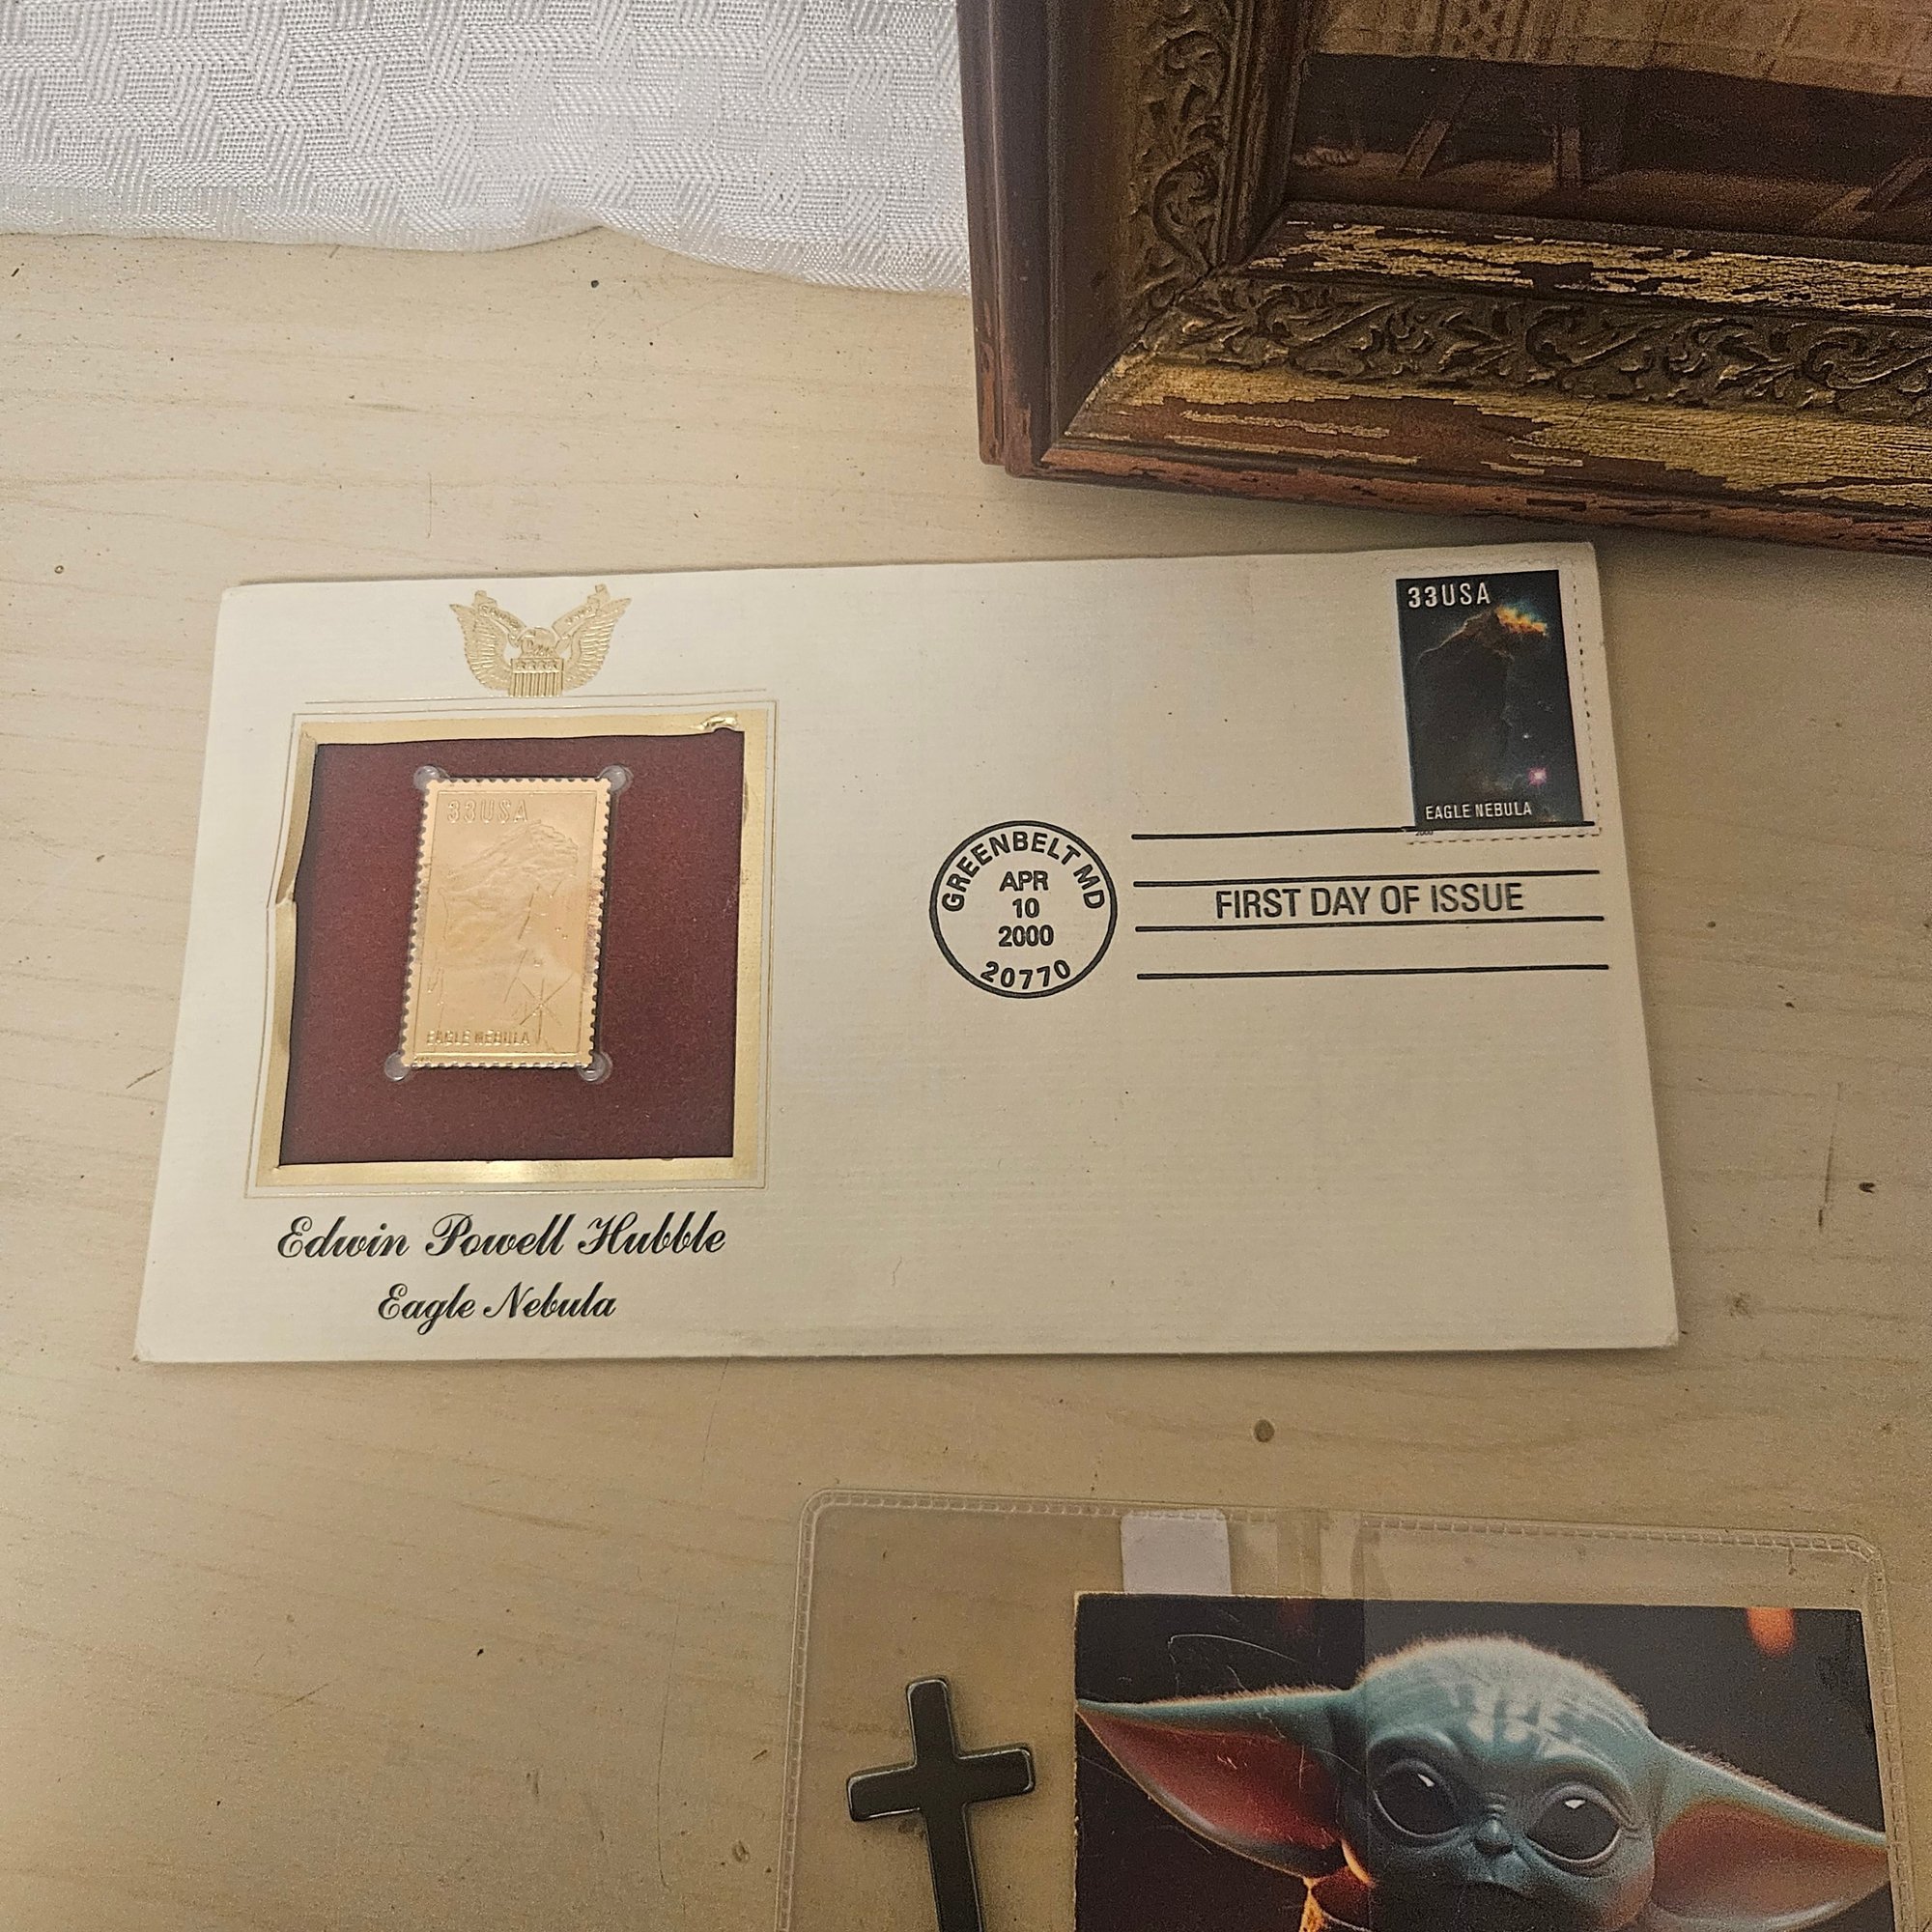 33USA
EAGLE NEBULA
2000
33USA
EAGLE NEBULA
GREENBELT MD
APR
10
2000
20770
FIRST DAY OF ISSUE
Edwin Powell Hubble
Eagle Nebula